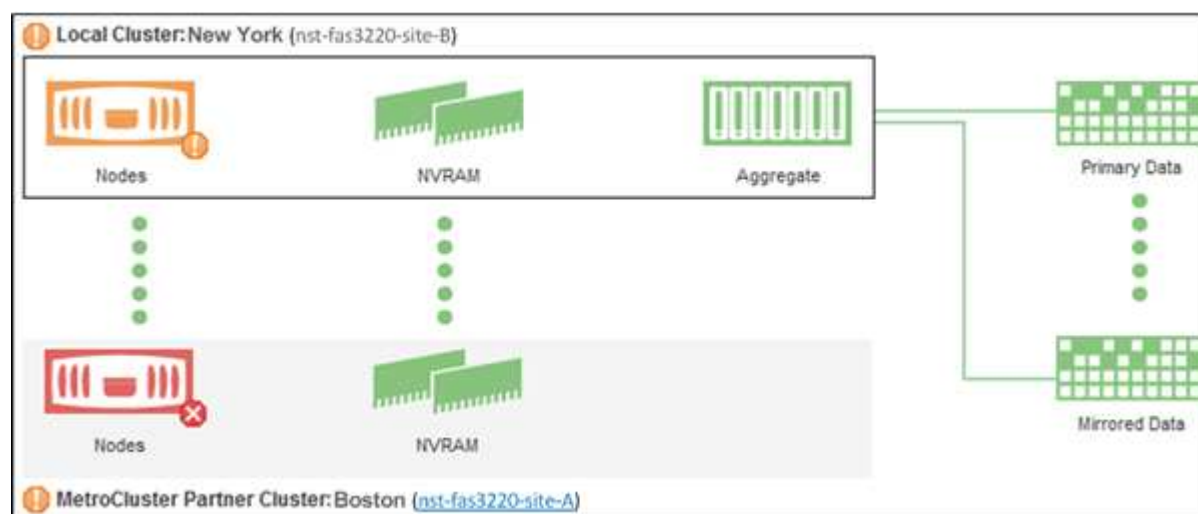 Local Cluster: New York (nst-fas3220-site-B)
Nodes
NVRAM
Aggregate
Primary Data
Nodes
NVRAM
Mirrored Data
MetroCluster Partner Cluster: Boston (nst-fas3220-site-A)